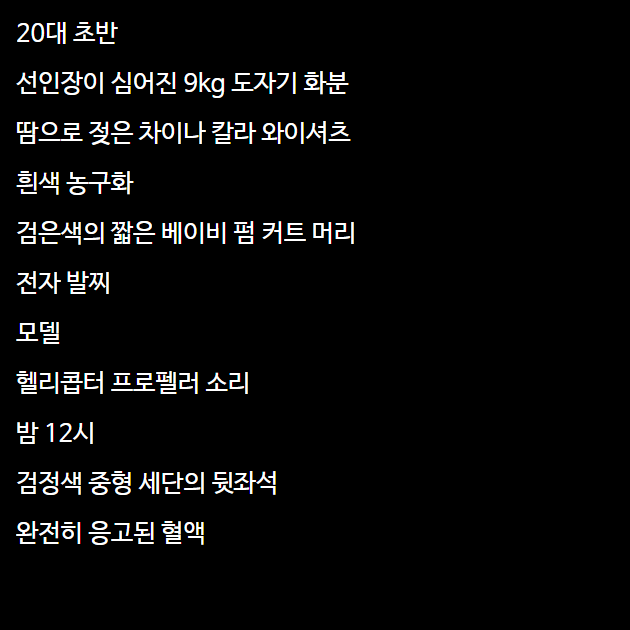 20대 초반
선인장이 심어진 9kg 도자기 화분
땀으로 젖은 차이나 칼라 와이셔츠
흰색 농구화
검은색의 짧은 베이비 펌 커트 머리
전자 발찌
모델
헬리콥터 프로펠러 소리
밤 12시
검정색 중형 세단의 뒷좌석
완전히 응고된 혈액